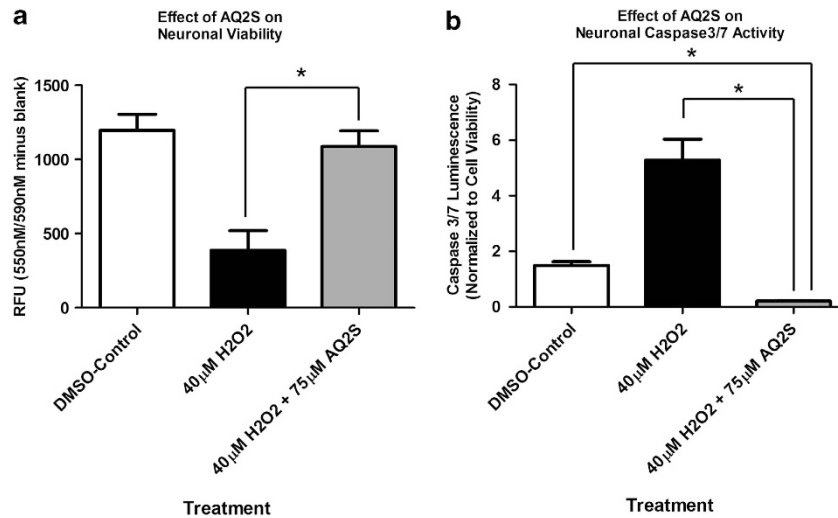 a
Effect of AQ2S on
Neuronal Viability
RFU (550nM/590nM minus blank)
1500
1000
500
0
*
DMSO-Control
40µM H2O2
40µM H2O2 + 75µM AQ2S
Treatment
b
Effect of AQ2S on
Neuronal Caspase3/7 Activity
Caspase 3/7 Luminescence
(Normalized to Cell Viability)
8
6
4
2
0
*
*
DMSO-Control
40µM H2O2
40µM H2O2 + 75µM AQ2S
Treatment